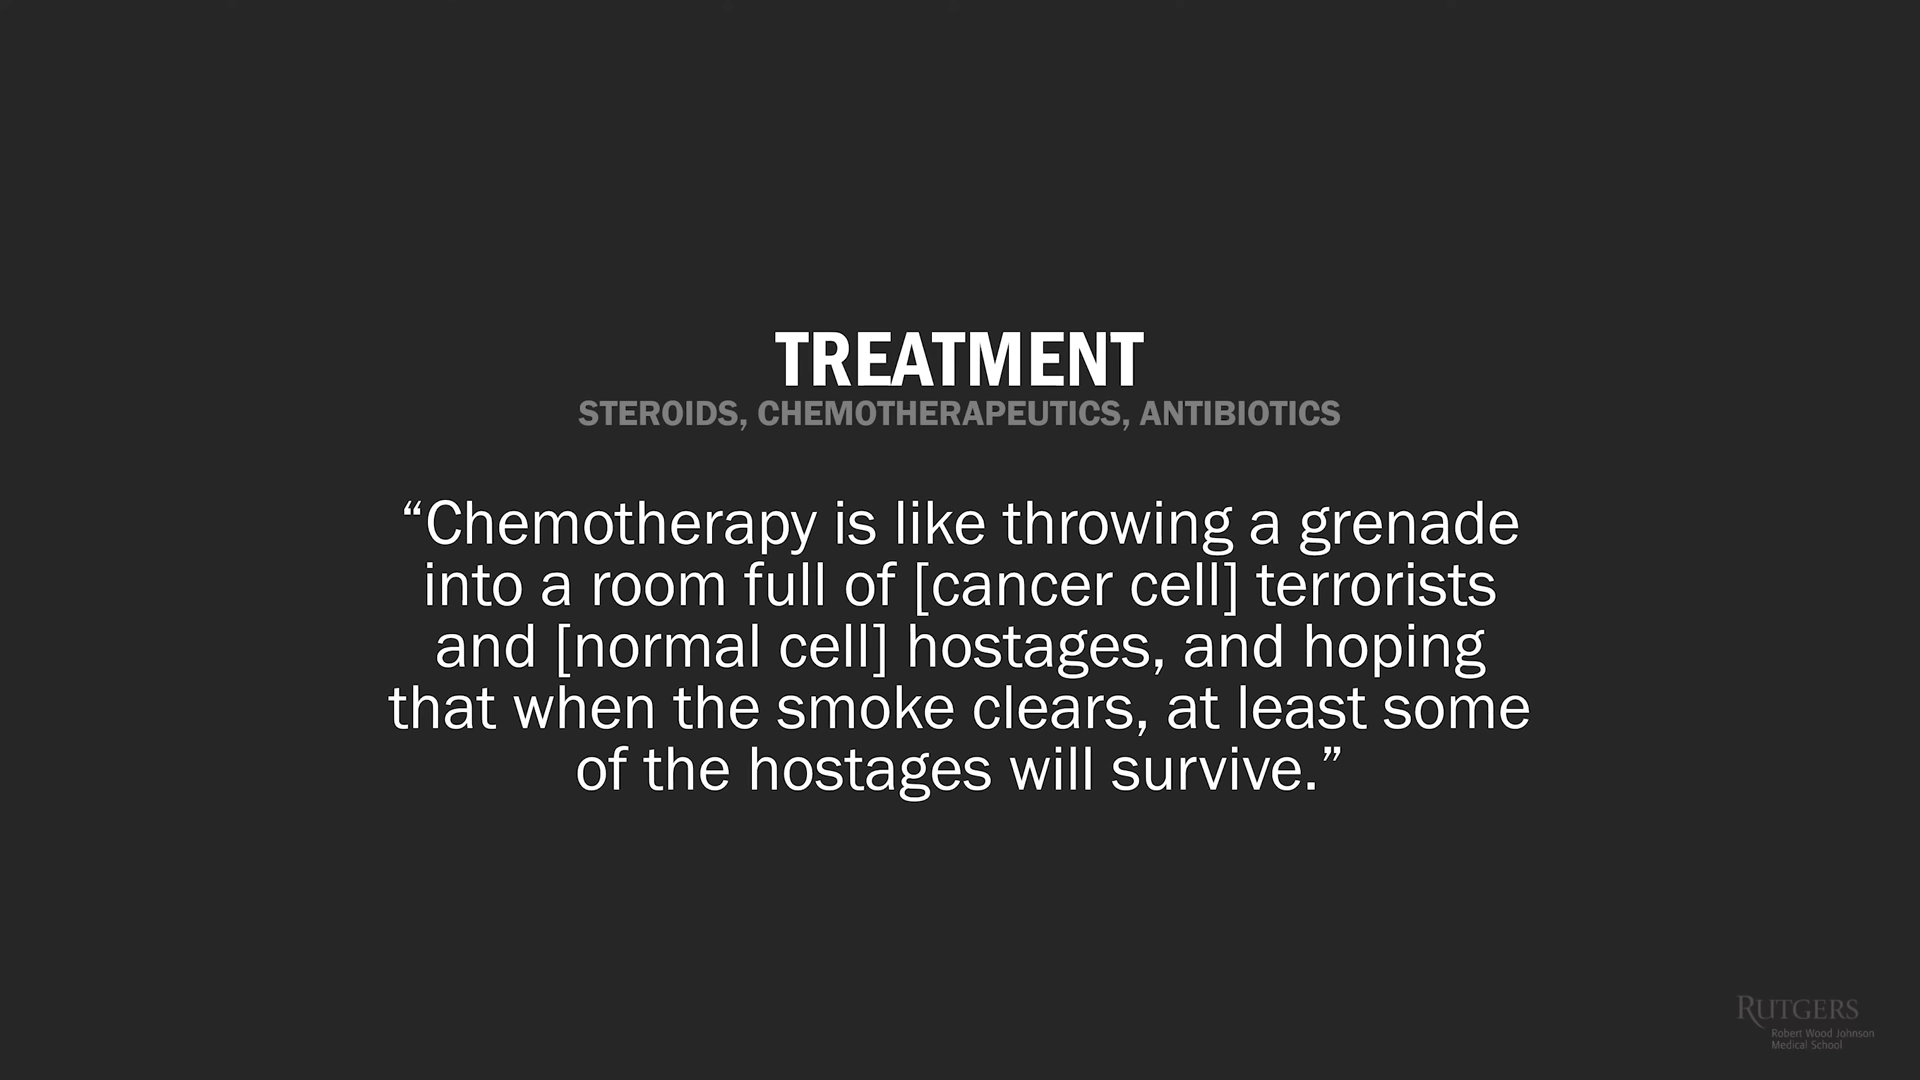 TREATMENT
STEROIDS, CHEMOTHERAPEUTICS, ANTIBIOTICS
“Chemotherapy is like throwing a grenade
into a room full of [cancer cell] terrorists
and [normal cell] hostages, and hoping
that when the smoke clears, at least some
of the hostages will survive.”
RUTGERS
Robert Wood Johnson
Medical School